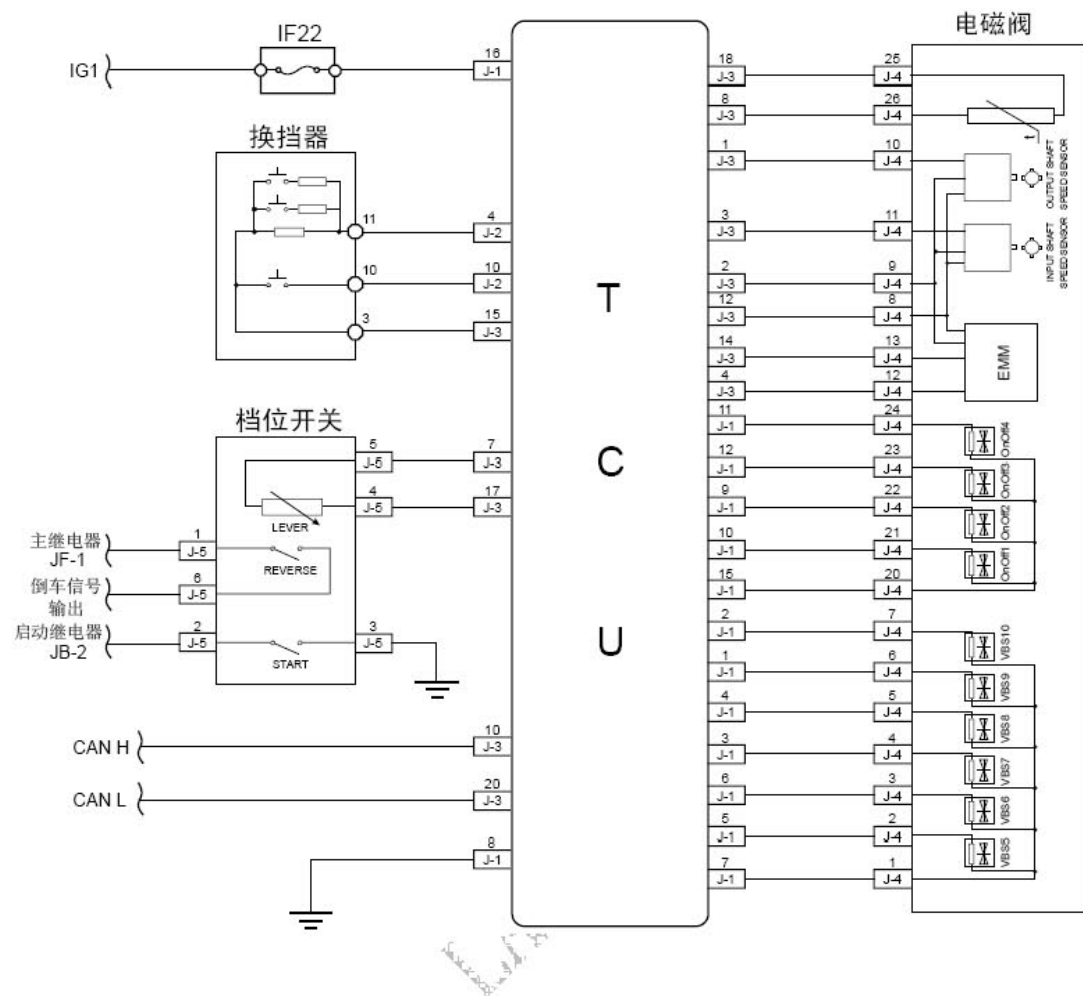 电磁阀
IF22
IG1
16
J-1
18
J-3
25
J-4
8
J-3
26
J-4
t
换挡器
1
J-3
10
J-4
OUTPUT SHAFT
SPEED SENSOR
11
4
J-2
3
J-3
11
J-4
INPUT SHAFT
SPEED SENSOR
10
10
J-2
2
J-3
9
J-4
3
15
J-3
12
J-3
8
J-4
T
14
J-3
13
J-4
EMM
4
J-3
12
J-4
档位开关
11
J-1
24
J-4
OnOff4
5
J-5
7
J-3
C
12
J-1
23
J-4
OnOff3
4
J-5
17
J-3
9
J-1
22
J-4
OnOff2
LEVER
主继电器
JF-1
1
J-5
REVERSE
10
J-1
21
J-4
OnOff1
倒车信号
输出
6
J-5
15
J-1
20
J-4
启动继电器
JB-2
2
J-5
START
3
J-5
U
2
J-1
7
J-4
VBS10
1
J-1
6
J-4
VBS9
4
J-1
5
J-4
VBS8
CAN H
10
J-3
3
J-1
4
J-4
VBS7
CAN L
20
J-3
6
J-1
3
J-4
VBS6
8
J-1
5
J-1
2
J-4
VBS5
7
J-1
1
J-4